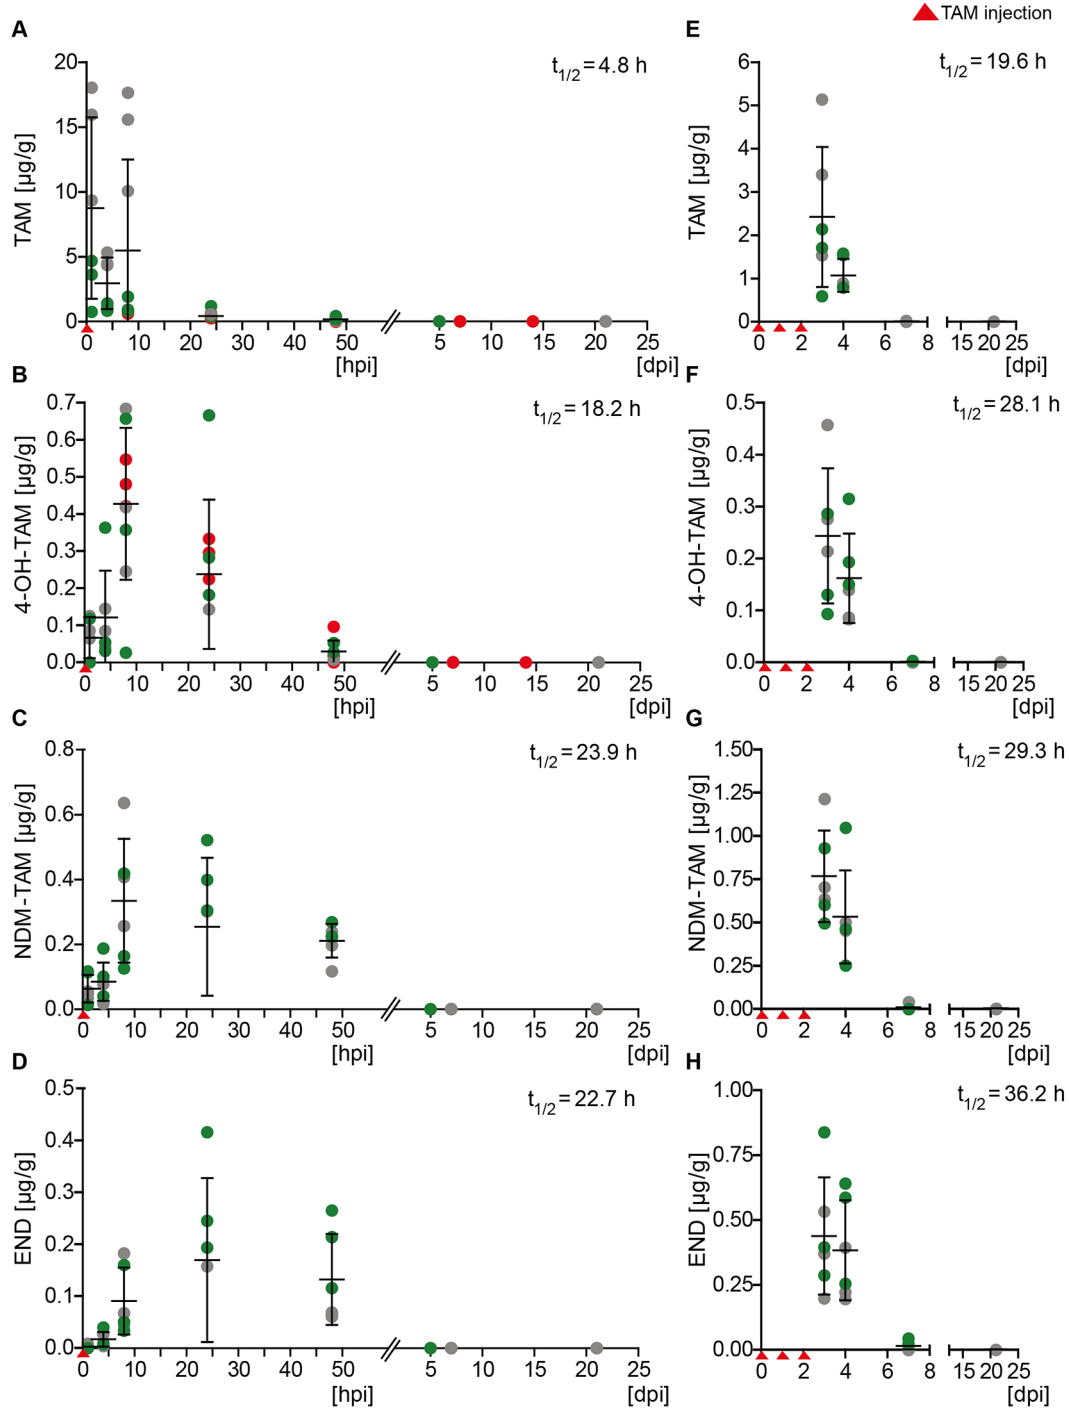 TAM injection
A
E
t1/2 = 4.8 h
t1/2 = 19.6 h
TAM [µg/g]
20
15
10
5
0
0 10 20 30 40 50 5 10 15 20 25
[hpi] [dpi]
TAM [µg/g]
6
5
4
3
2
1
0
0 2 4 6 8 15 20 25
[dpi]
B
F
t1/2 = 18.2 h
t1/2 = 28.1 h
4-OH-TAM [µg/g]
0.7
0.6
0.5
0.4
0.3
0.2
0.1
0.0
0 10 20 30 40 50 5 10 15 20 25
[hpi] [dpi]
4-OH-TAM [µg/g]
0.5
0.4
0.3
0.2
0.1
0.0
0 2 4 6 8 15 20 25
[dpi]
C
G
t1/2 = 23.9 h
t1/2 = 29.3 h
NDM-TAM [µg/g]
0.8
0.6
0.4
0.2
0.0
0 10 20 30 40 50 5 10 15 20 25
[hpi] [dpi]
NDM-TAM [µg/g]
1.50
1.25
1.00
0.75
0.50
0.25
0.00
0 2 4 6 8 15 20 25
[dpi]
D
H
t1/2 = 22.7 h
t1/2 = 36.2 h
END [µg/g]
0.5
0.4
0.3
0.2
0.1
0.0
0 10 20 30 40 50 5 10 15 20 25
[hpi] [dpi]
END [µg/g]
1.00
0.75
0.50
0.25
0.00
0 2 4 6 8 15 20 25
[dpi]